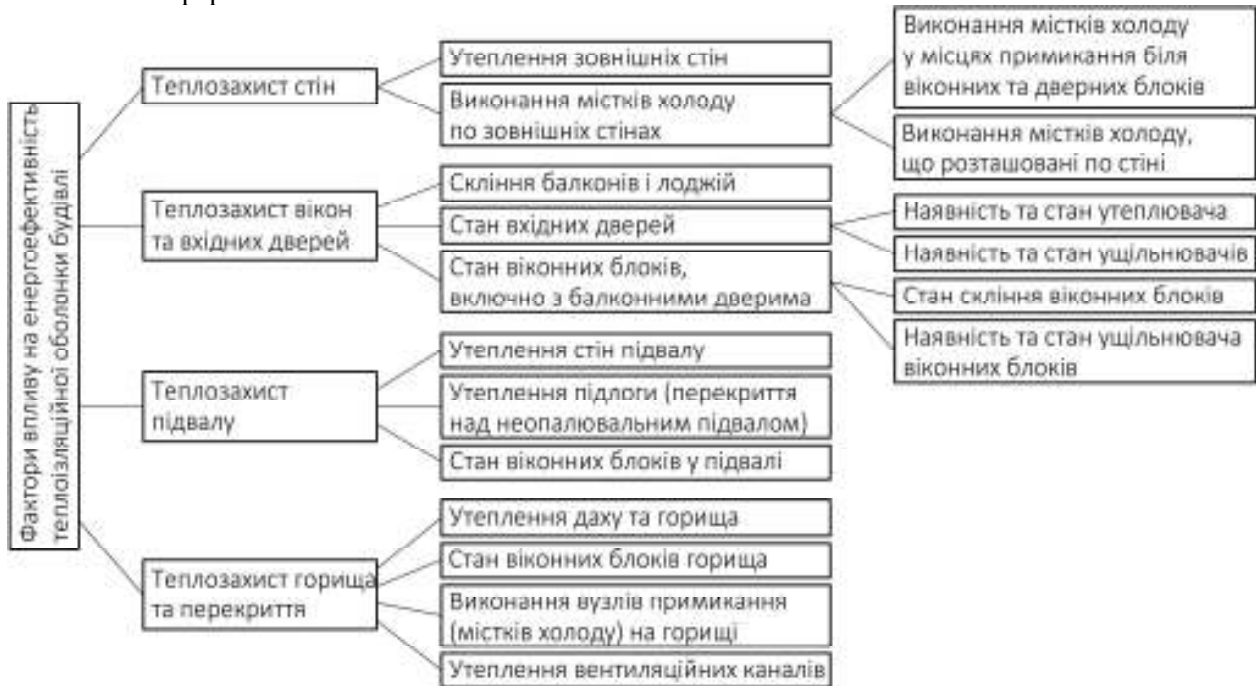 Фактори впливу на енергоефективність
теплоізляційної оболонки будівлі
Теплозахист стін
Утеплення зовнішніх стін
Виконання містків холоду
по зовнішніх стінах
Виконання містків холоду
у місцях примикання біля
віконних та дверних блоків
Виконання містків холоду,
що розташовані по стіні
Теплозахист вікон
та вхідних дверей
Скління балконів і лоджій
Стан вхідних дверей
Наявність та стан утеплювача
Наявність та стан ущільнювачів
Стан віконних блоків,
включно з балконними дверима
Стан скління віконних блоків
Наявність та стан ущільнювача
віконних блоків
Теплозахист
підвалу
Утеплення стін підвалу
Утеплення підлоги (перекриття
над неопалювальним підвалом)
Стан віконних блоків у підвалі
Теплозахист горища
та перекриття
Утеплення даху та горища
Стан віконних блоків горища
Виконання вузлів примикання
(містків холоду) на горищі
Утеплення вентиляційних каналів